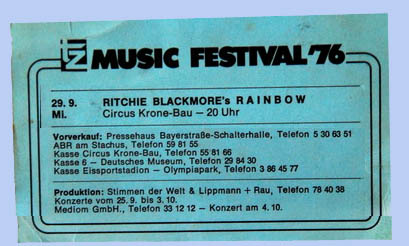 tz MUSIC FESTIVAL '76
29.9. RITCHIE BLACKMORE's RAINBOW
MI. Circus Krone-Bau – 20 Uhr
Vorverkauf: Pressehaus Bayerstraße-Schalterhalle, Telefon 5 30 63 51
ABR am Stachus, Telefon 59 81 55
Kasse Circus Krone-Bau, Telefon 55 81 66
Kasse 6 – Deutsches Museum, Telefon 29 84 30
Kasse Eissportstadion – Olympiapark, Telefon 3 86 45 77
Produktion: Stimmen der Welt & Lippmann + Rau, Telefon 78 40 38
Konzerte vom 25.9. bis 3.10.
Mediom GmbH., Telefon 33 12 12 – Konzert am 4.10.